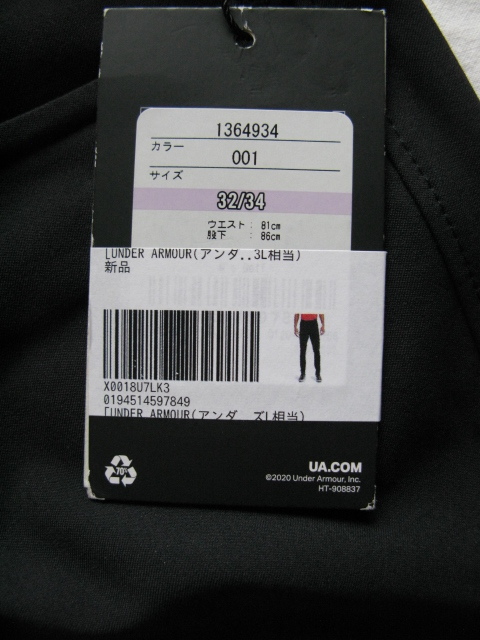 1364934
カラー
001
サイズ
32/34
ウエスト: 81cm
股下 : 86cm
[UNDER ARMOUR(アンダ..3L相当)
新品
X0018U7LK3
0194514597849
[UNDER ARMOUR(アンダ ズL相当)
70%
UA.COM
©2020 Under Armour, Inc.
HT-908837